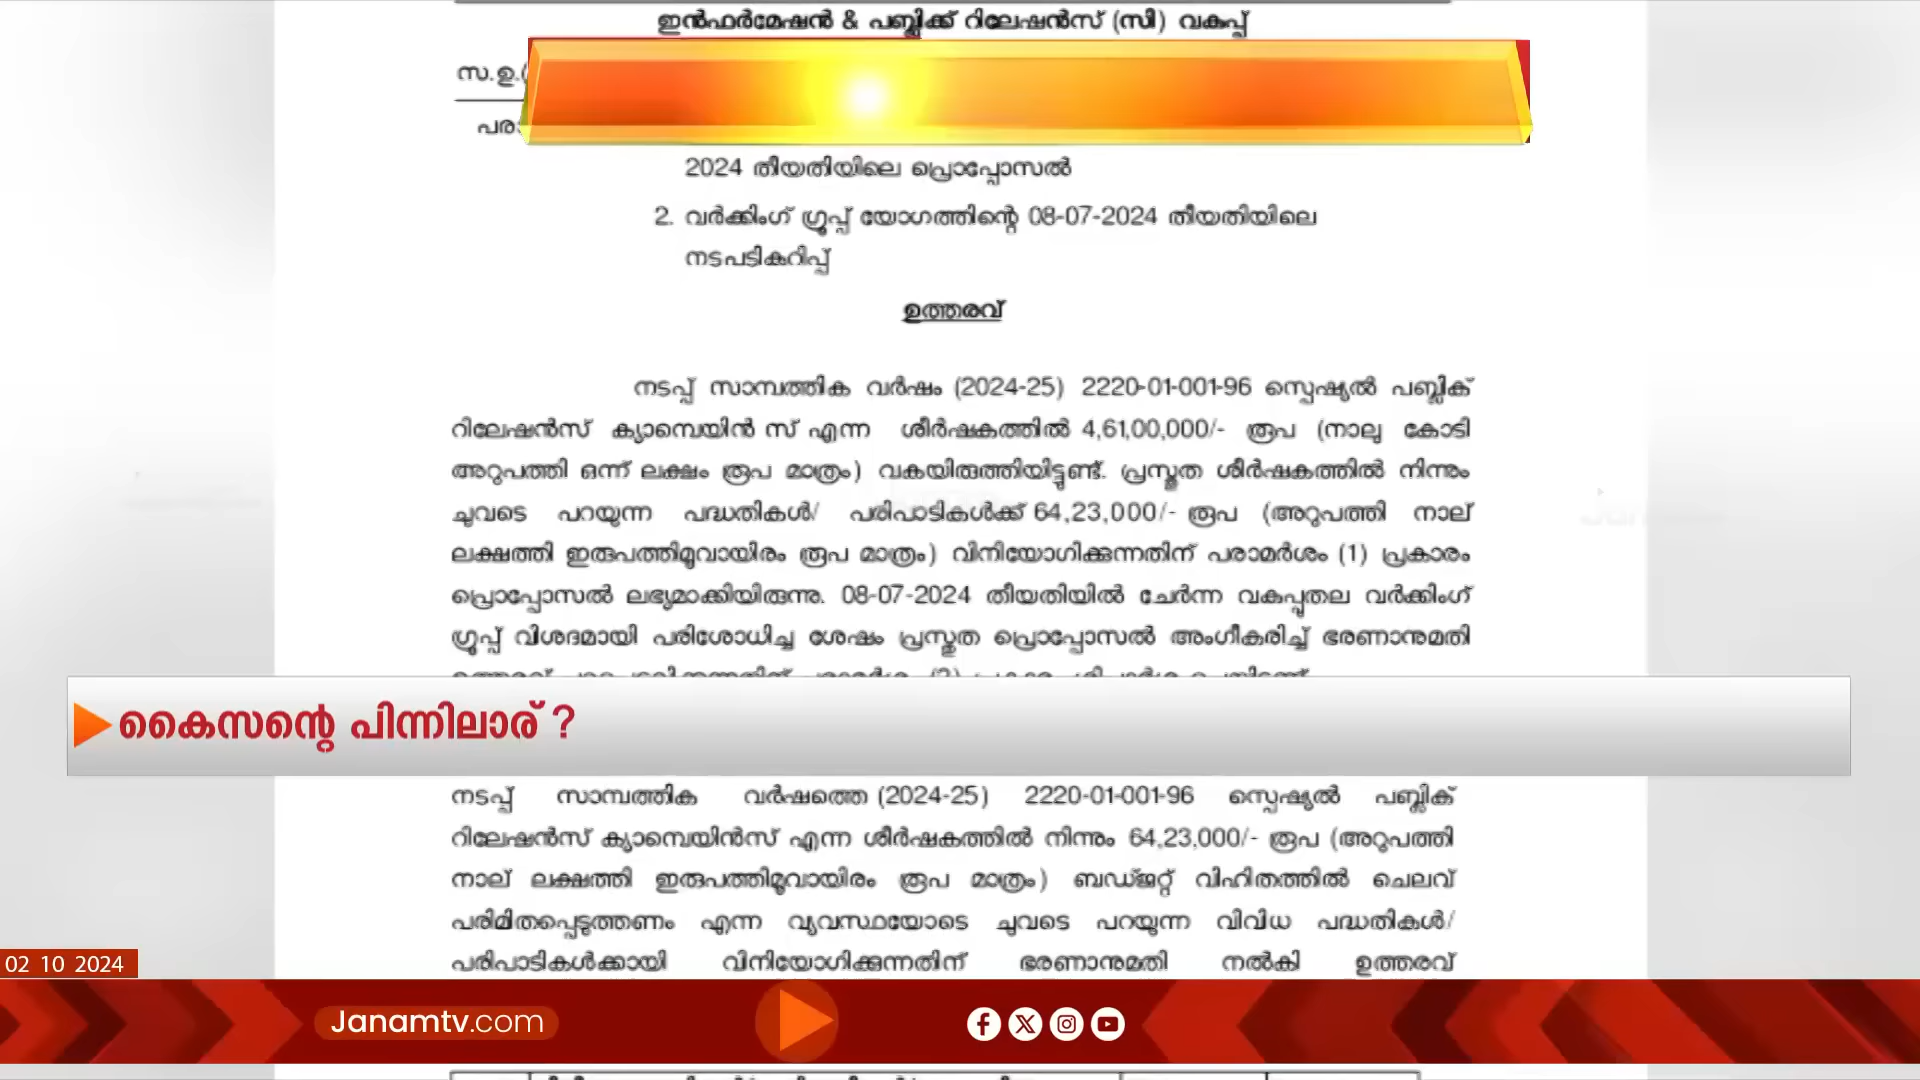 ഇൻഫർമേഷൻ & പബ്ലിക്ക് റിലേഷൻസ് (സി) വകുപ്പ്
സ.ഉ.(
2024 തീയതിയിലെ പ്രൊപ്പോസൽ
2. വർക്കിംഗ് ഗ്രൂപ്പ് യോഗത്തിന്റെ 08-07-2024 തീയതിയിലെ
നടപടികുറിപ്പ്
ഉത്തരവ്
നടപ്പ് സാമ്പത്തിക വർഷം (2024-25) 2220-01-001-96 സ്പെഷ്യൽ പബ്ലിക്
റിലേഷൻസ് ക്യാമ്പെയിൻ സ് എന്ന ശീർഷകത്തിൽ 4,61,00,000/- രൂപ (നാലു കോടി
അറുപത്തി ഒന്ന് ലക്ഷം രൂപ മാത്രം) വകയിരുത്തിയിട്ടുണ്ട്. പ്രസ്തുത ശീർഷകത്തിൽ നിന്നും
ചുവടെ പറയുന്ന പദ്ധതികൾ/ പരിപാടികൾക്ക് 64,23,000/- രൂപ (അറുപത്തി നാല്
ലക്ഷത്തി ഇരുപത്തിമൂവായിരം രൂപ മാത്രം) വിനിയോഗിക്കുന്നതിന് പരാമർശം (1) പ്രകാരം
പ്രൊപ്പോസൽ ലഭ്യമാക്കിയിരുന്നു. 08-07-2024 തീയതിയിൽ ചേർന്ന വകുപ്പുതല വർക്കിംഗ്
ഗ്രൂപ്പ് വിശദമായി പരിശോധിച്ച ശേഷം പ്രസ്തുത പ്രൊപ്പോസൽ അംഗീകരിച്ച് ഭരണാനുമതി
കൈസന്റെ പിന്നിലാര് ?
നടപ്പ് സാമ്പത്തിക വർഷത്തെ (2024-25) 2220-01-001-96 സ്പെഷ്യൽ പബ്ലിക്
റിലേഷൻസ് ക്യാമ്പെയിൻസ് എന്ന ശീർഷകത്തിൽ നിന്നും 64,23,000/- രൂപ (അറുപത്തി
നാല് ലക്ഷത്തി ഇരുപത്തിമൂവായിരം രൂപ മാത്രം) ബഡ്ജറ്റ് വിഹിതത്തിൽ ചെലവ്
പരിമിതപ്പെടുത്തണം എന്ന വ്യവസ്ഥയോടെ ചുവടെ പറയുന്ന വിവിധ പദ്ധതികൾ/
പരിപാടികൾക്കായി വിനിയോഗിക്കുന്നതിന് ഭരണാനുമതി നൽകി ഉത്തരവ്
02 10 2024
Janamtv.com